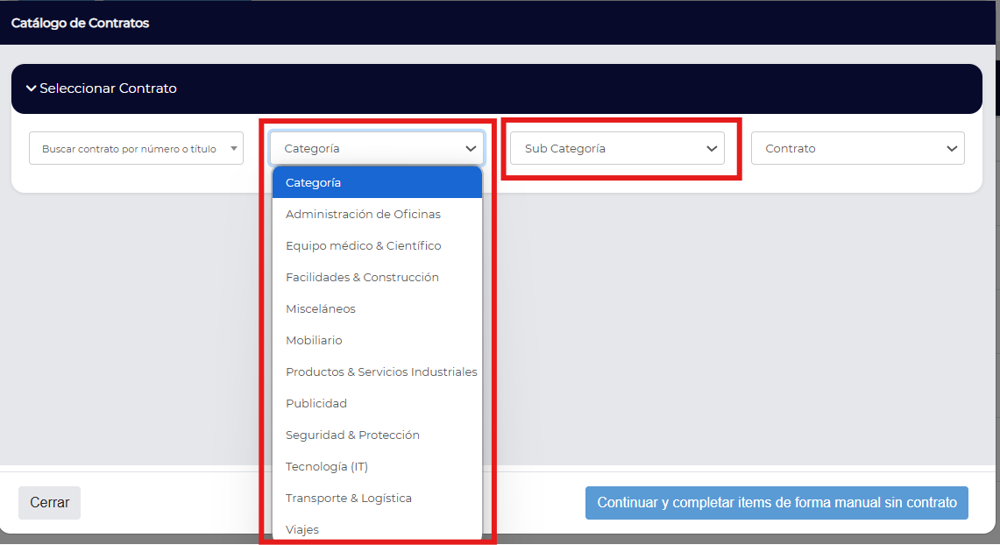 Catálogo de Contratos
Seleccionar Contrato
Buscar contrato por número o título
Categoría
Sub Categoría
Contrato
Categoría
Administración de Oficinas
Equipo médico & Científico
Facilidades & Construcción
Misceláneos
Mobiliario
Productos & Servicios Industriales
Publicidad
Seguridad & Protección
Tecnología (IT)
Transporte & Logística
Viajes
Cerrar
Continuar y completar items de forma manual sin contrato